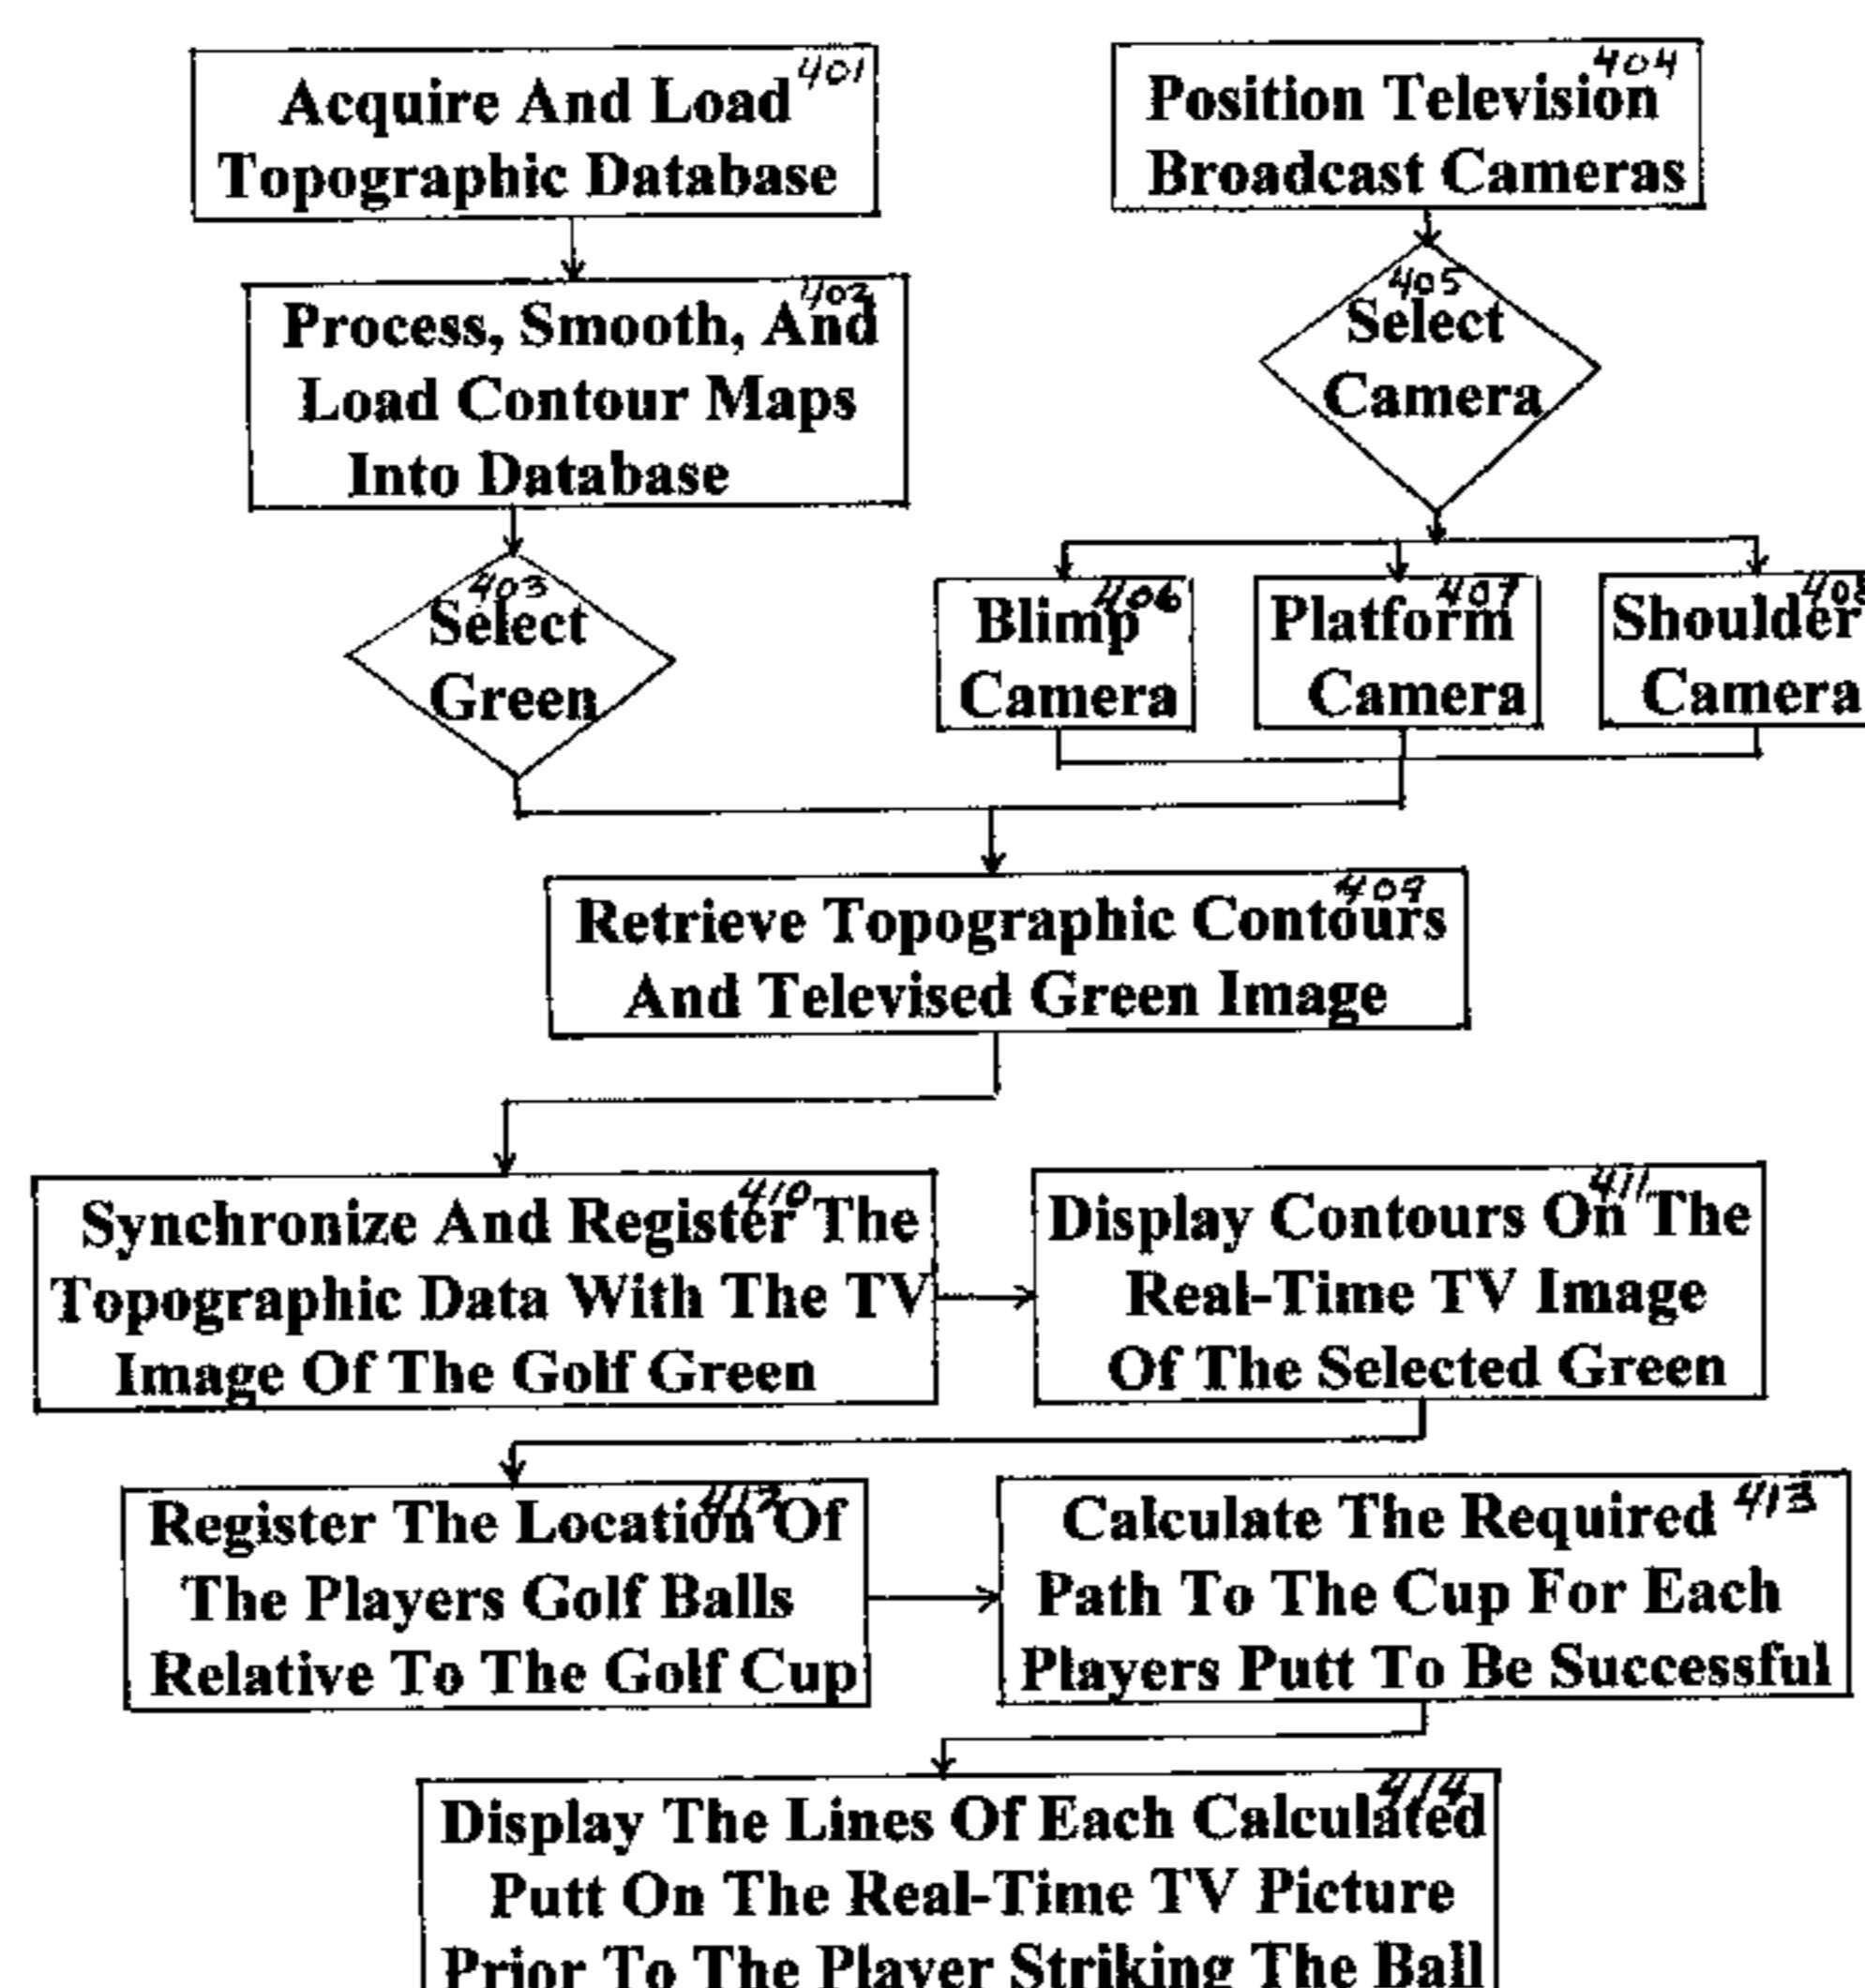 401
Acquire And Load
Topographic Database
404
Position Television
Broadcast Cameras
402
Process, Smooth, And
Load Contour Maps
Into Database
405
Select
Camera
403
Select
Green
406
Blimp
Camera
407
Platform
Camera
408
Shoulder
Camera
409
Retrieve Topographic Contours
And Televised Green Image
410
Synchronize And Register The
Topographic Data With The TV
Image Of The Golf Green
411
Display Contours On The
Real-Time TV Image
Of The Selected Green
412
Register The Location Of
The Players Golf Balls
Relative To The Golf Cup
413
Calculate The Required
Path To The Cup For Each
Players Putt To Be Successful
414
Display The Lines Of Each Calculated
Putt On The Real-Time TV Picture
Prior To The Player Striking The Ball